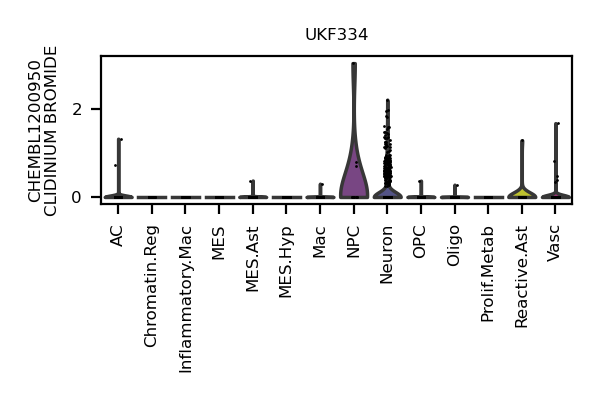 UKF334
CHEMBL1200950
CLIDINIUM BROMIDE
2
0
AC
Chromatin.Reg
Inflammatory.Mac
MES
MES.Ast
MES.Hyp
Mac
NPC
Neuron
OPC
Oligo
Prolif.Metab
Reactive.Ast
Vasc